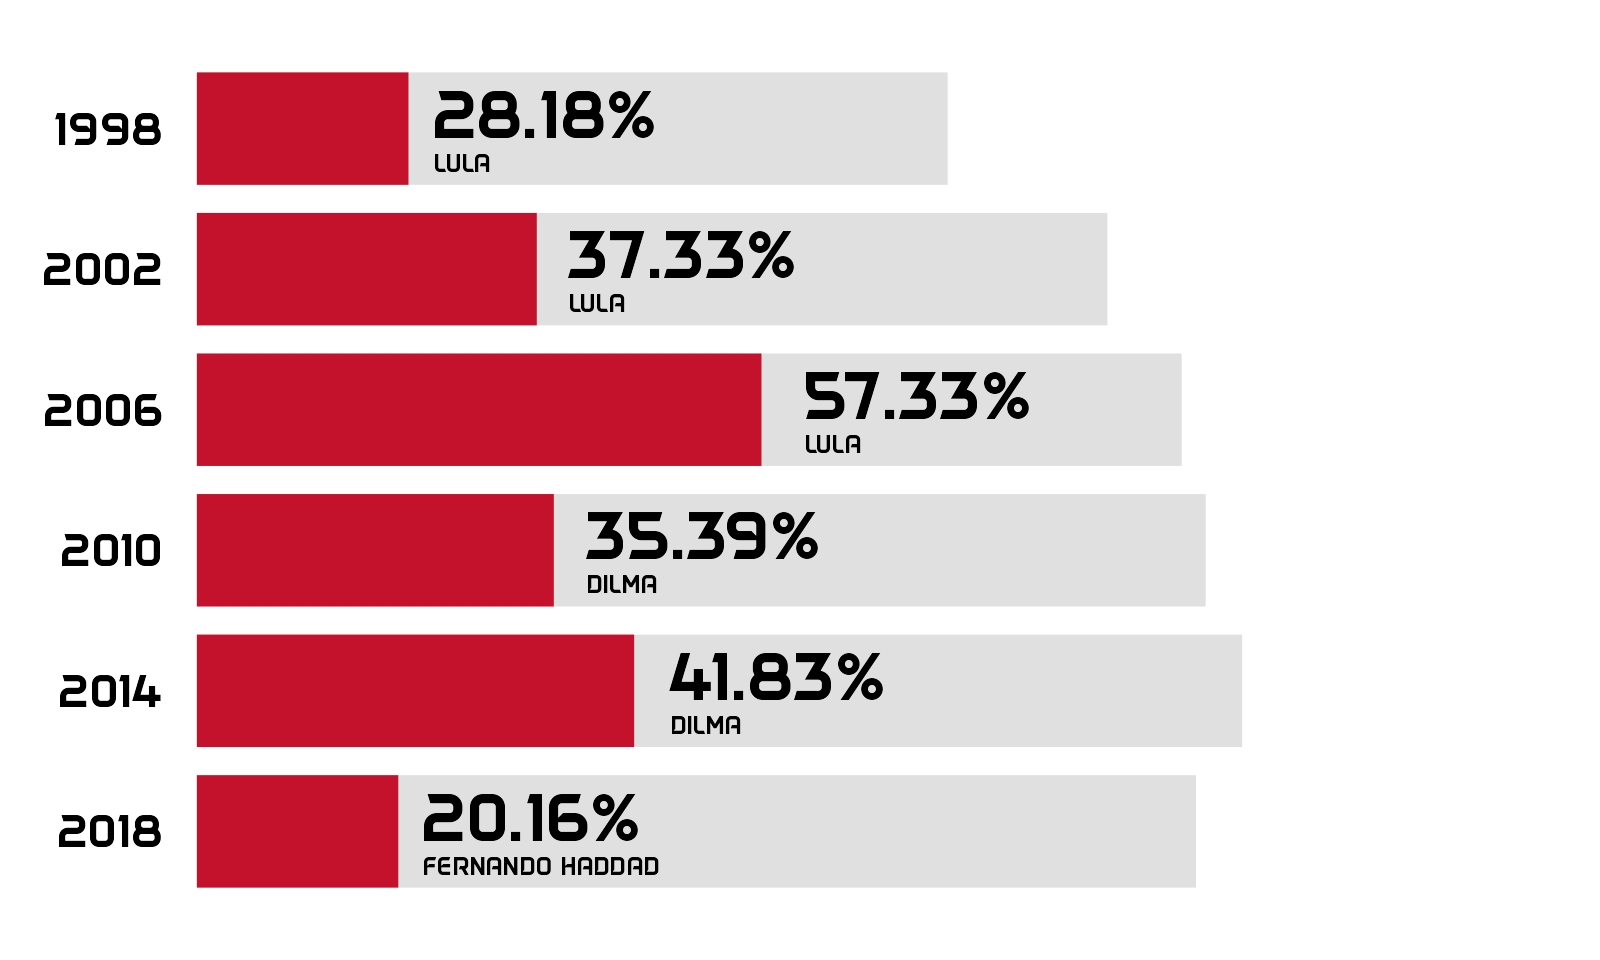 1998
28.18%
LULA
2002
37.33%
LULA
2006
57.33%
LULA
2010
35.39%
DILMA
2014
41.83%
DILMA
2018
20.16%
FERNANDO HADDAD